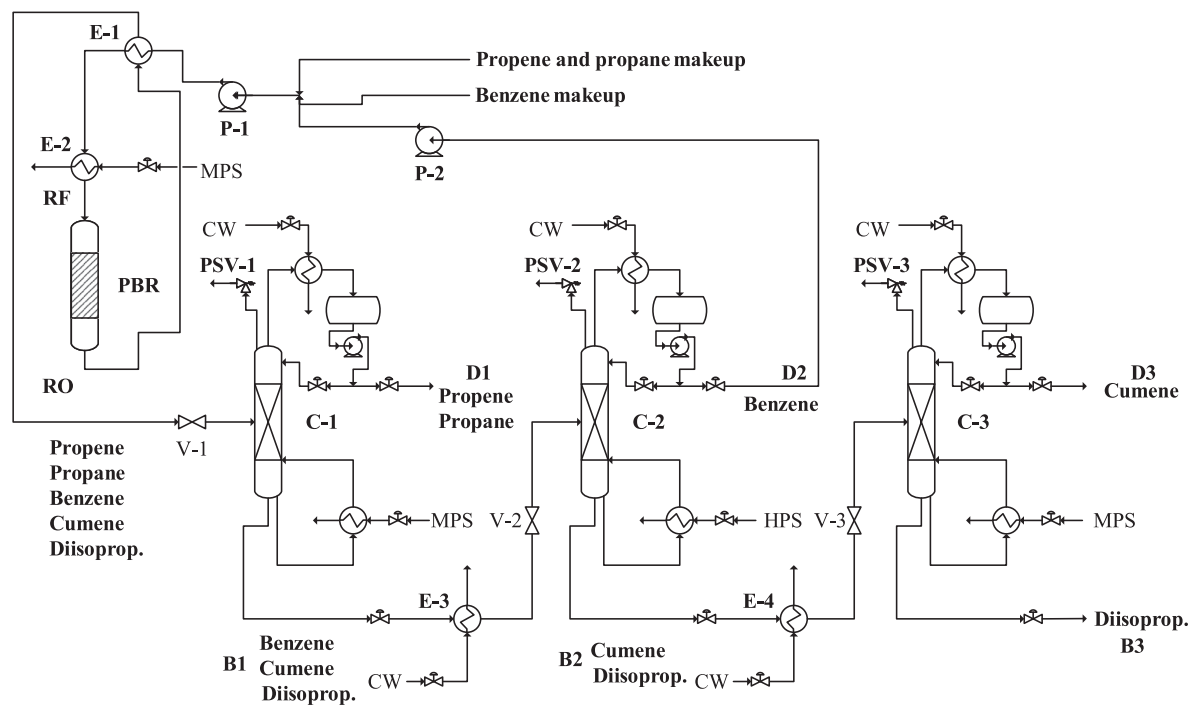 E-1
Propene and propane makeup
Benzene makeup
P-1
E-2
P-2
MPS
RF
CW
CW
CW
PSV-1
PSV-2
PSV-3
PBR
RO
D1
Propene
Propane
D2
Benzene
D3
Cumene
C-1
C-2
C-3
V-1
Propene
Propane
Benzene
Cumene
Diisoprop.
MPS
V-2
HPS
V-3
MPS
E-3
E-4
B1
Benzene
Cumene
Diisoprop.
CW
B2
Cumene
Diisoprop.
CW
Diisoprop.
B3